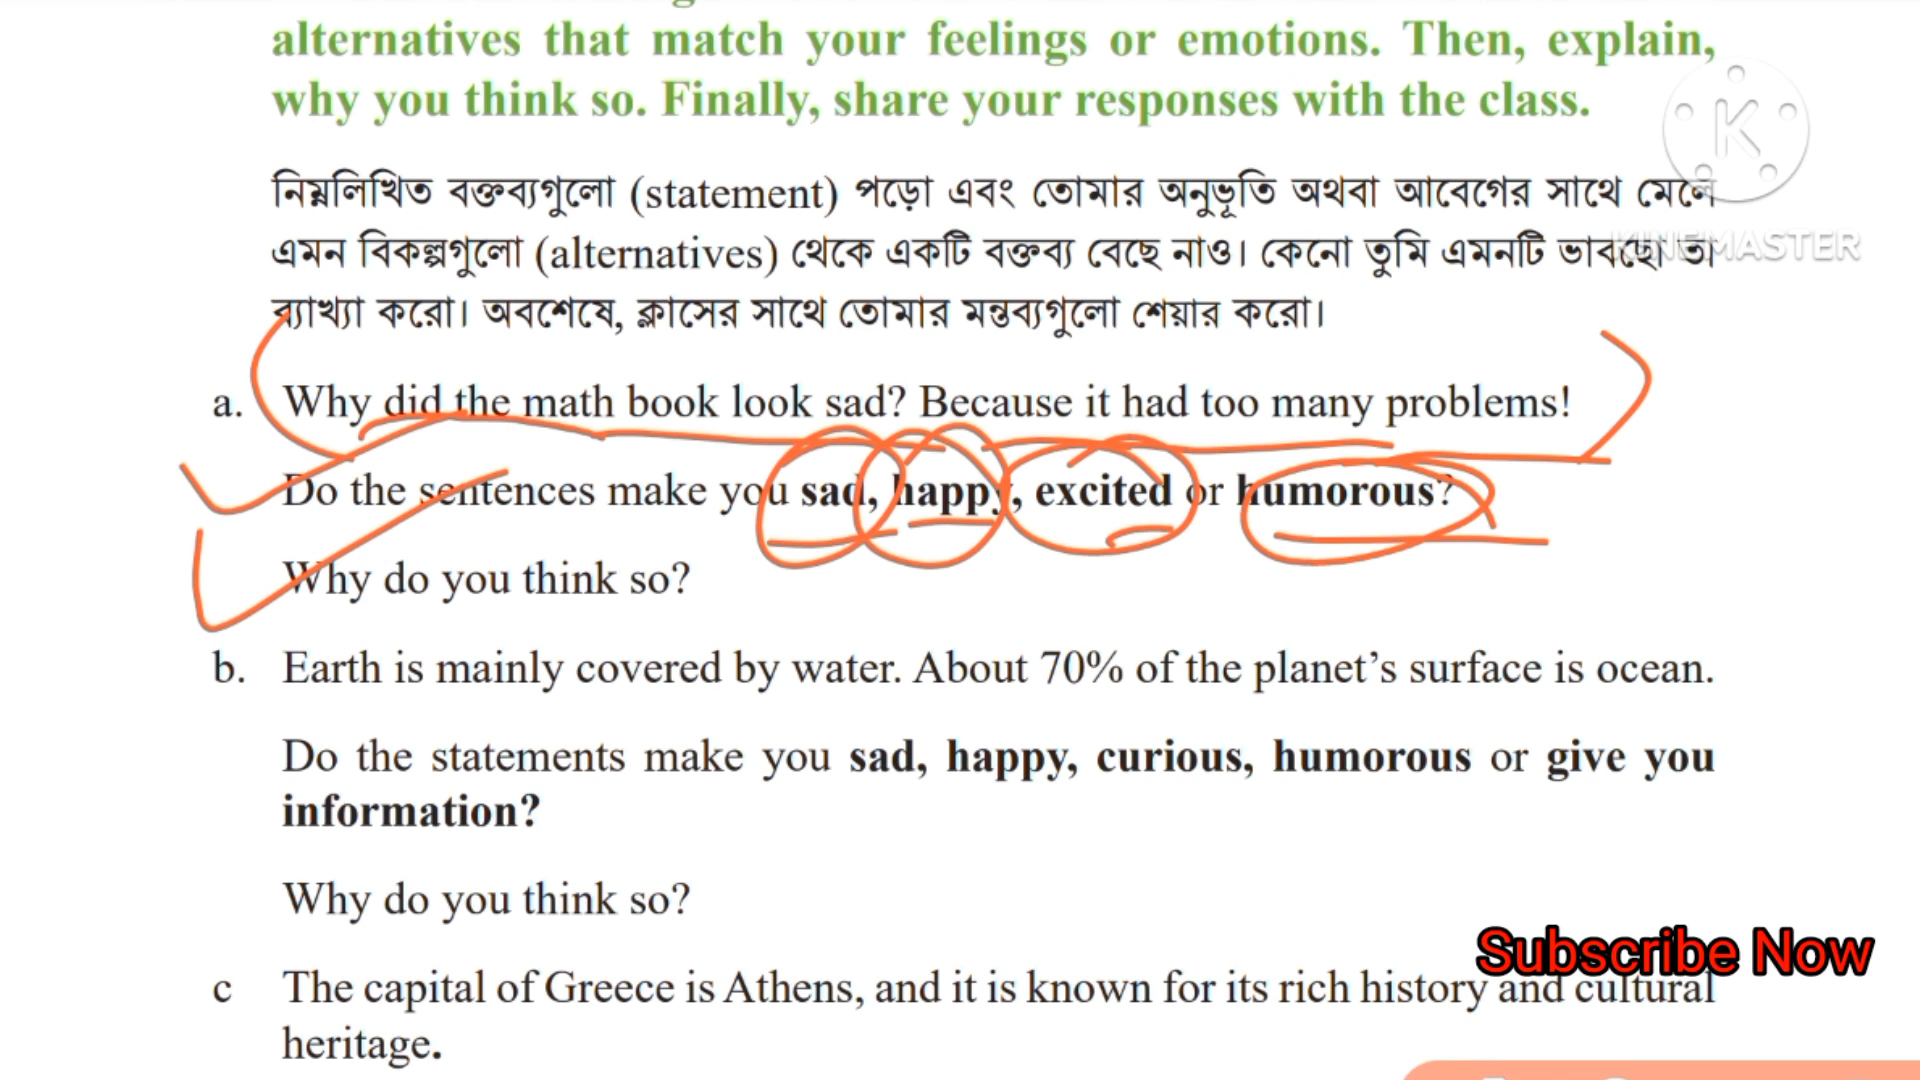 alternatives that match your feelings or emotions. Then, explain,
why you think so. Finally, share your responses with the class.
নিম্নলিখিত বক্তব্যগুলো (statement) পড়ো এবং তোমার অনুভূতি অথবা আবেগের সাথে মেলে
এমন বিকল্পগুলো (alternatives) থেকে একটি বক্তব্য বেছে নাও। কেনো তুমি এমনটি ভাবছো তা
ব্যাখ্যা করো। অবশেষে, ক্লাসের সাথে তোমার মন্তব্যগুলো শেয়ার করো।
K
KINEMASTER
a. Why did the math book look sad? Because it had too many problems!
Do the sentences make you sad, happy, excited or humorous?
Why do you think so?
b. Earth is mainly covered by water. About 70% of the planet’s surface is ocean.
Do the statements make you sad, happy, curious, humorous or give you
information?
Why do you think so?
Subscribe Now
c The capital of Greece is Athens, and it is known for its rich history and cultural
heritage.